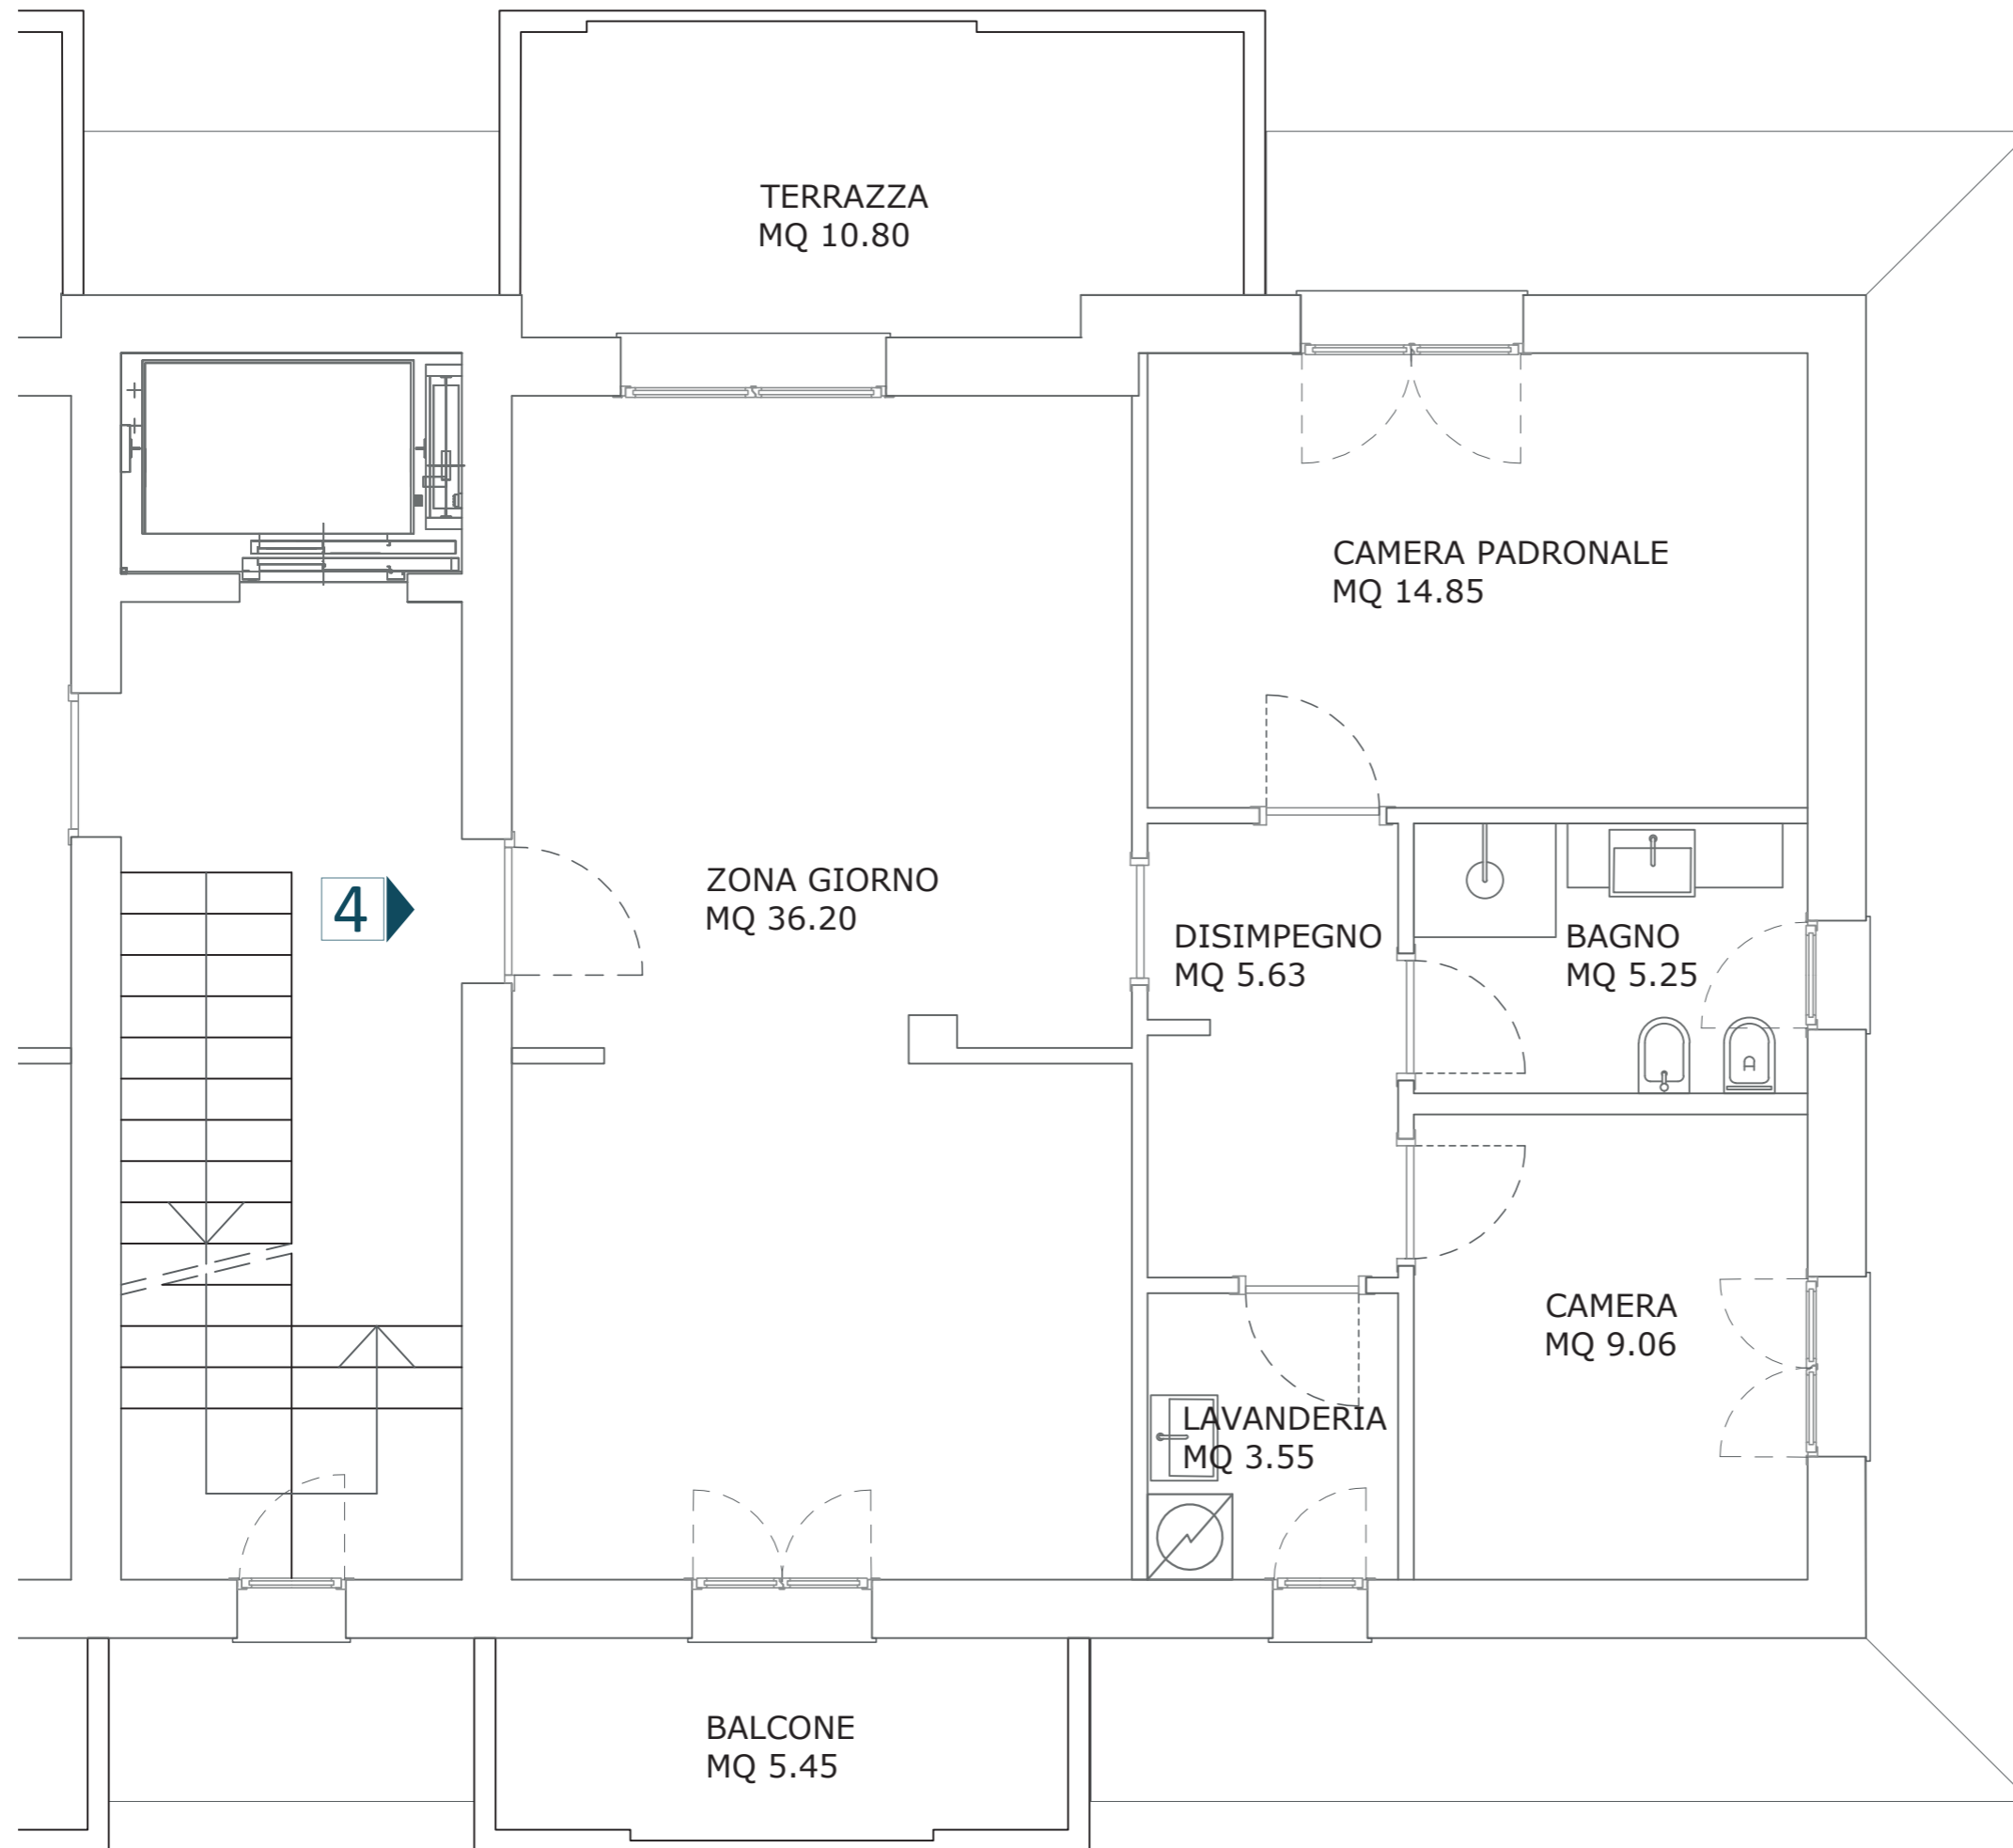 TERRAZZA
MQ 10.80
CAMERA PADRONALE
MQ 14.85
4
ZONA GIORNO
MQ 36.20
DISIMPEGNO
MQ 5.63
BAGNO
MQ 5.25
CAMERA
MQ 9.06
LAVANDERIA
MQ 3.55
BALCONE
MQ 5.45